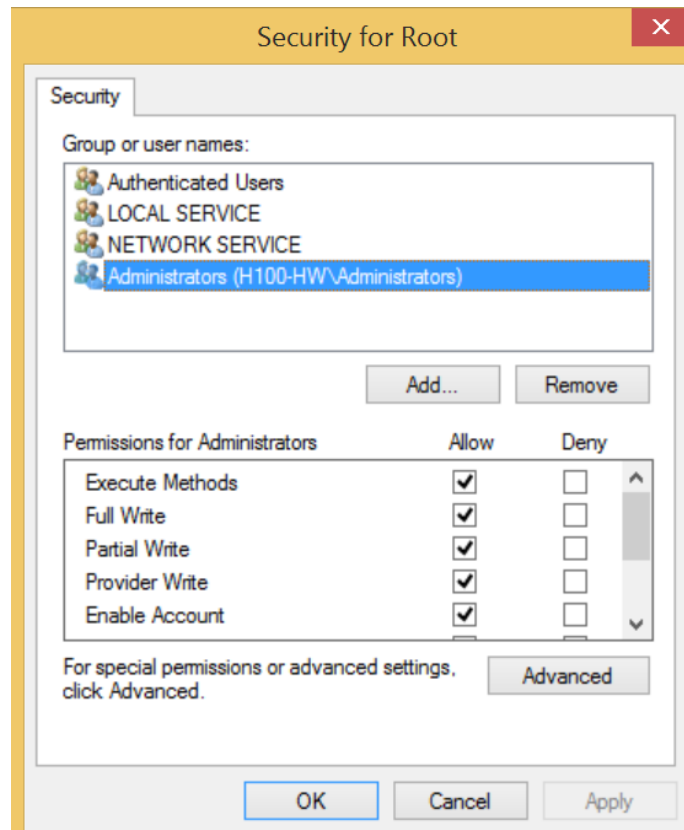 Security for Root
Security
Group or user names:
Authenticated Users
LOCAL SERVICE
NETWORK SERVICE
Administrators (H100-HW\Administrators)
Add...
Remove
Permissions for Administrators
Allow
Deny
Execute Methods
Full Write
Partial Write
Provider Write
Enable Account
For special permissions or advanced settings,
click Advanced.
Advanced
OK
Cancel
Apply